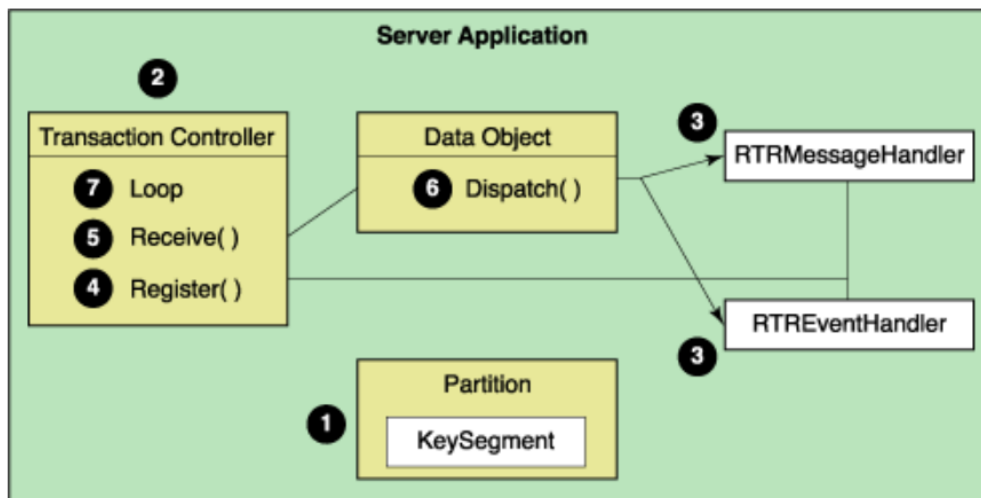 Server Application
2
Transaction Controller
7 Loop
5 Receive( )
4 Register( )
Data Object
6 Dispatch( )
3
RTRMessageHandler
RTREventHandler
3
1
Partition
KeySegment